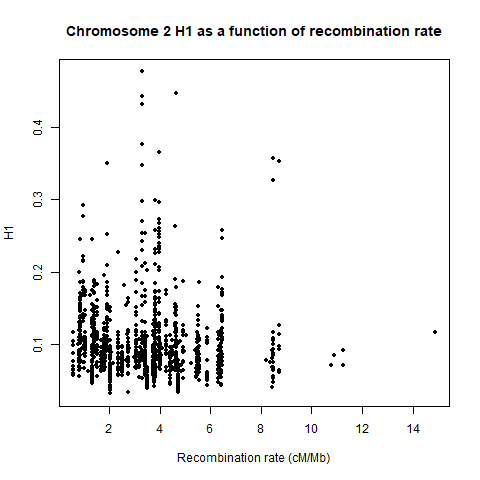 Chromosome 2 H1 as a function of recombination rate
H1
0.4
0.3
0.2
0.1
2 4 6 8 10 12 14
Recombination rate (cM/Mb)